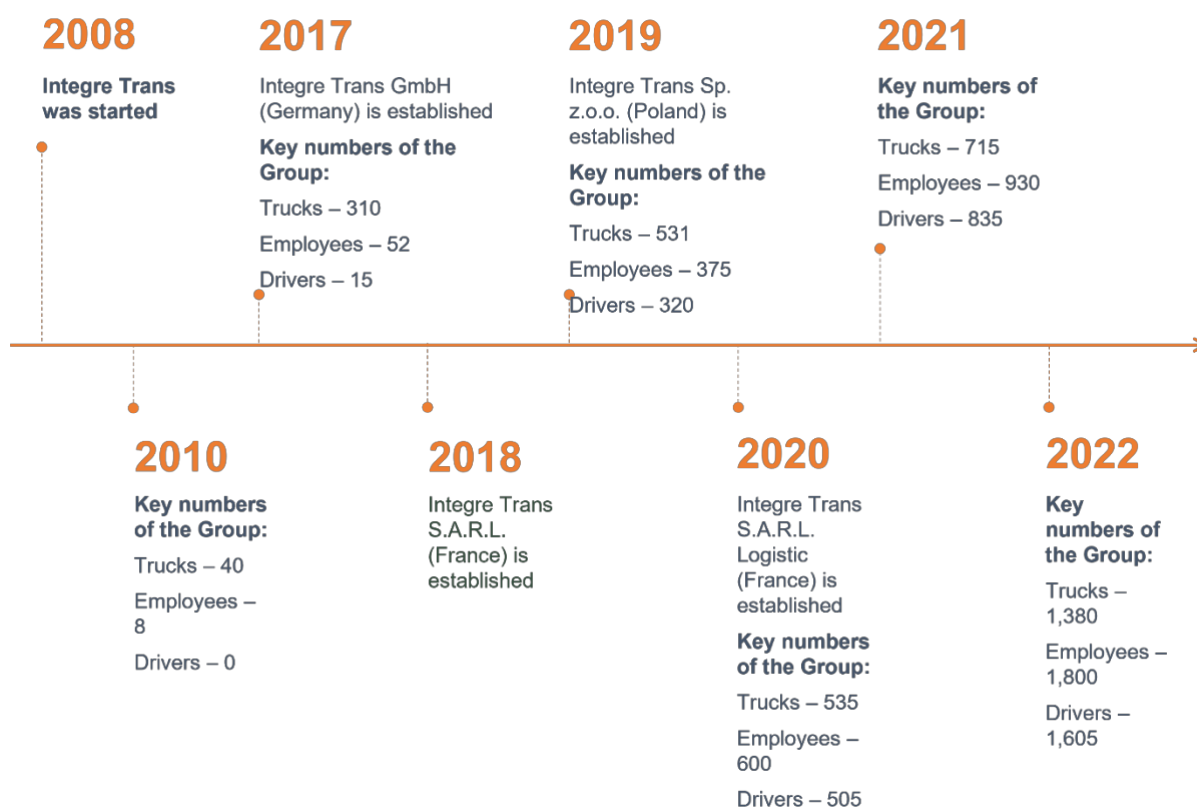 2008
Integre Trans
was started
2017
Integre Trans GmbH
(Germany) is established
Key numbers of the
Group:
Trucks – 310
Employees – 52
Drivers – 15
2019
Integre Trans Sp.
z.o.o. (Poland) is
established
Key numbers of the
Group:
Trucks – 531
Employees – 375
Drivers – 320
2021
Key numbers of
the Group:
Trucks – 715
Employees – 930
Drivers – 835
2010
Key numbers
of the Group:
Trucks – 40
Employees –
8
Drivers – 0
2018
Integre Trans
S.A.R.L.
(France) is
established
2020
Integre Trans
S.A.R.L.
Logistic
(France) is
established
Key numbers
of the Group:
Trucks – 535
Employees –
600
Drivers – 505
2022
Key
numbers of
the Group:
Trucks –
1,380
Employees –
1,800
Drivers –
1,605